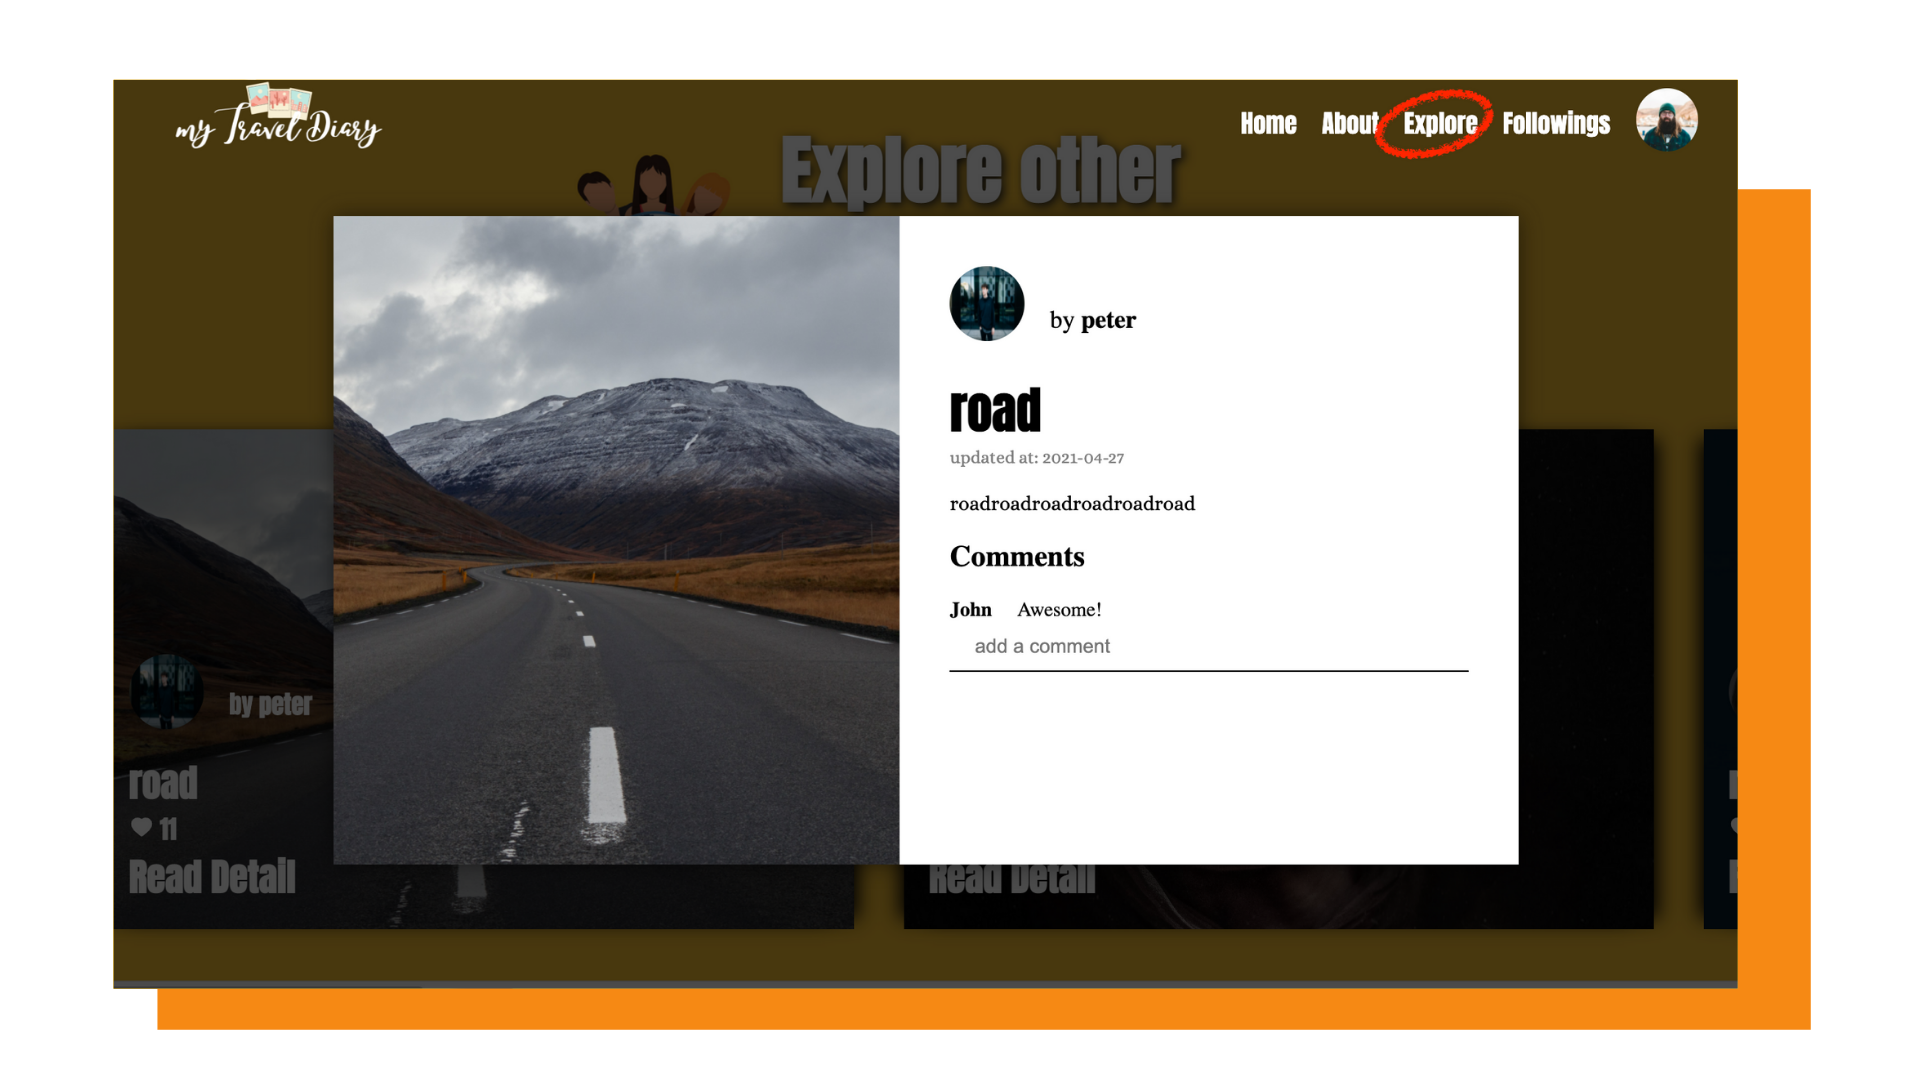 my Travel Diary
Home About Explore Followings
Explore other
by peter
road
updated at: 2021-04-27
roadroadroadroadroadroad
Comments
John Awesome!
add a comment
by peter
road
11
Read Detail
Read Detail